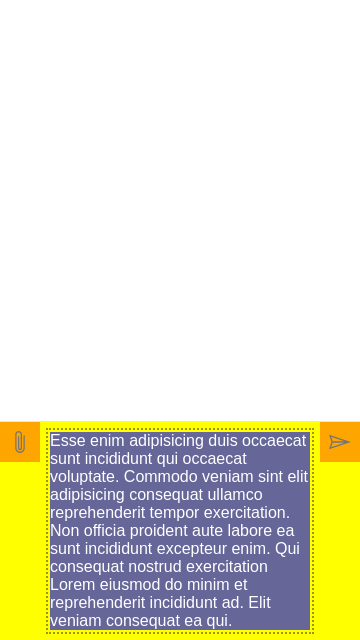 Esse enim adipisicing duis occaecat
sunt incididunt qui occaecat
voluptate. Commodo veniam sint elit
adipisicing consequat ullamco
reprehenderit tempor exercitation.
Non officia proident aute labore ea
sunt incididunt excepteur enim. Qui
consequat nostrud exercitation
Lorem eiusmod do minim et
reprehenderit incididunt ad. Elit
veniam consequat ea qui.